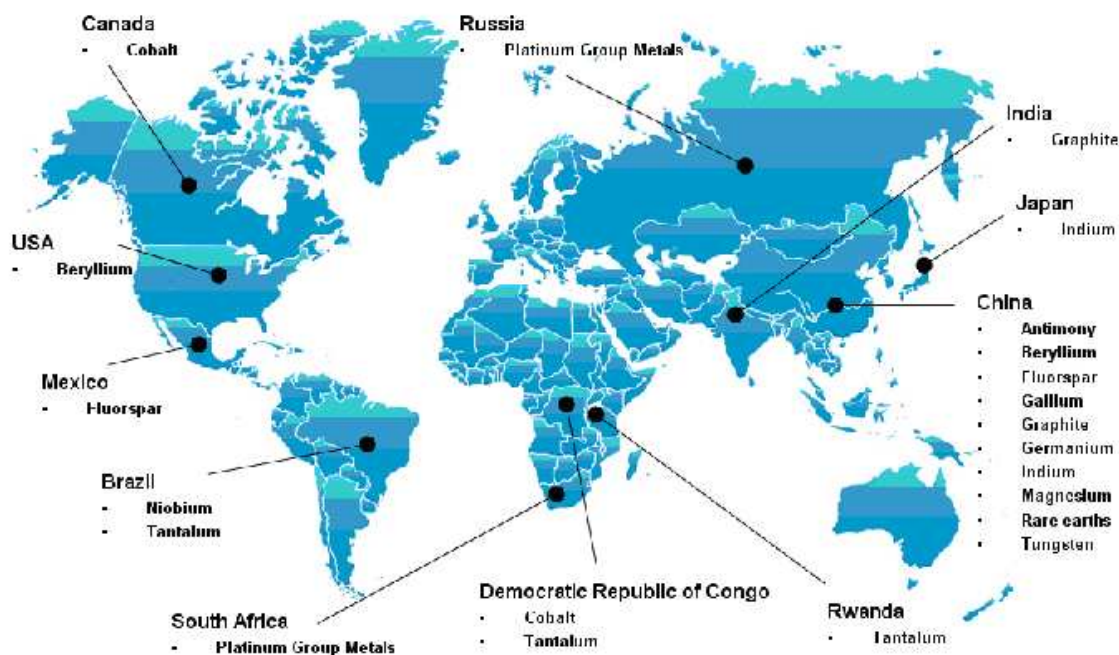 Canada
▪ Cobalt
Russia
▪ Platinum Group Metals
India
▪ Graphite
Japan
▪ Indium
USA
▪ Beryllium
China
▪ Antimony
▪ Beryllium
▪ Fluorspar
▪ Gallium
▪ Graphite
▪ Germanium
▪ Indium
▪ Magnesium
▪ Rare earths
▪ Tungsten
Mexico
▪ Fluorspar
Brazil
▪ Niobium
▪ Tantalum
South Africa
▪ Platinum Group Metals
Democratic Republic of Congo
▪ Cobalt
▪ Tantalum
Rwanda
▪ Tantalum